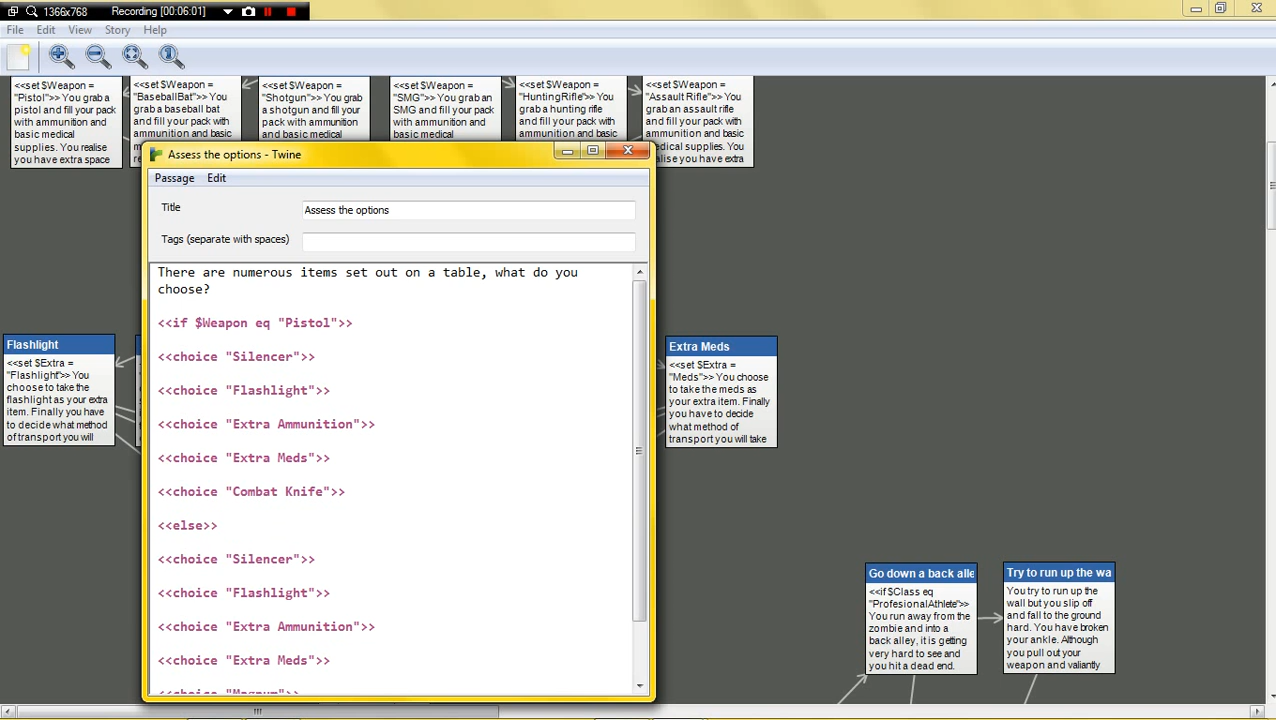 1366x768 Recording [00:06:01]
File Edit View Story Help
<<set $Weapon =
"Pistol">> You grab a
pistol and fill your pack
with ammunition and
basic medical
supplies. You realise
you have extra space
<<set $Weapon =
"BaseballBat">> You
grab a baseball bat
and fill your pack with
ammunition and basic
<<set $Weapon =
"Shotgun">> You grab
a shotgun and fill your
pack with ammunition
and basic medical
<<set $Weapon =
"SMG">> You grab an
SMG and fill your pack
with ammunition and
basic medical
<<set $Weapon =
"HuntingRifle">> You
grab a hunting rifle
and fill your pack with
ammunition and basic
<<set $Weapon =
"Assault Rifle">> You
grab an assault rifle
and fill your pack with
ammunition and basic
medical supplies. You
realise you have extra
Assess the options - Twine
Passage Edit
Title Assess the options
Tags (separate with spaces)
There are numerous items set out on a table, what do you
choose?
<<if $Weapon eq "Pistol">>
<<choice "Silencer">>
<<choice "Flashlight">>
<<choice "Extra Ammunition">>
<<choice "Extra Meds">>
<<choice "Combat Knife">>
<<else>>
<<choice "Silencer">>
<<choice "Flashlight">>
<<choice "Extra Ammunition">>
<<choice "Extra Meds">>
<<choice "Magnum">>
Flashlight
<<set $Extra =
"Flashlight">> You
choose to take the
flashlight as your extra
item. Finally you have
to decide what method
of transport you will
Extra Meds
<<set $Extra =
"Meds">> You choose
to take the meds as
your extra item. Finally
you have to decide
what method of
transport you will take
Go down a back alle
<<if $Class eq
"ProfesionalAthlete">>
You run away from the
zombie and into a
back alley, it is getting
very hard to see and
you hit a dead end.
Try to run up the wa
You try to run up the
wall but you slip off
and fall to the ground
hard. You have broken
your ankle. Although
you pull out your
weapon and valiantly